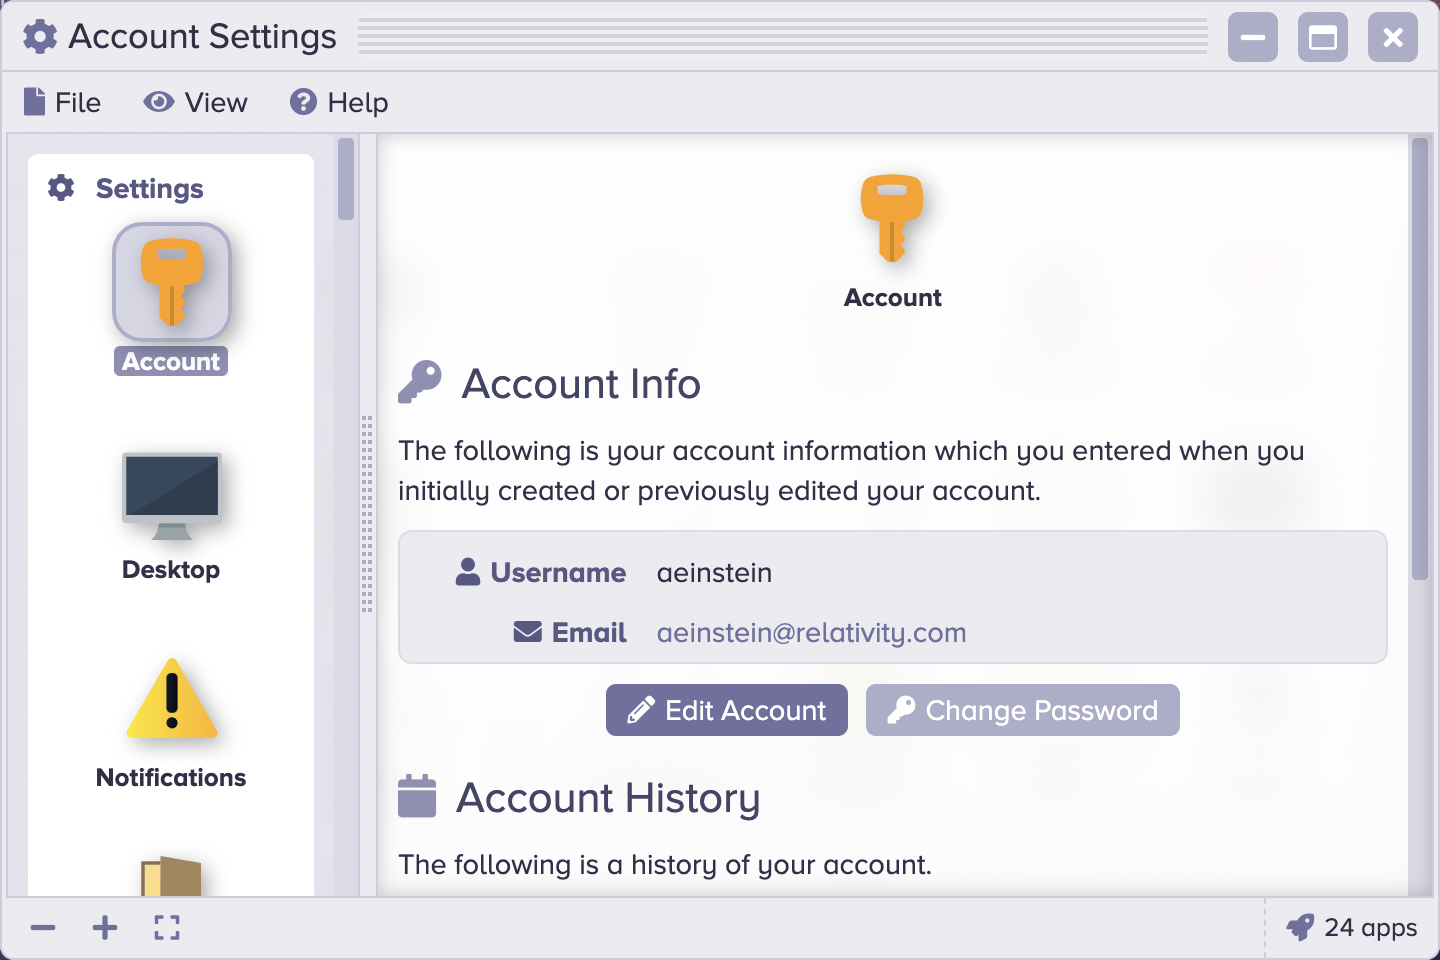 Account Settings
File View Help
Settings
Account
Desktop
Notifications
Account
Account Info
The following is your account information which you entered when you
initially created or previously edited your account.
Username aeinstein
Email aeinstein@relativity.com
Edit Account Change Password
Account History
The following is a history of your account.
24 apps